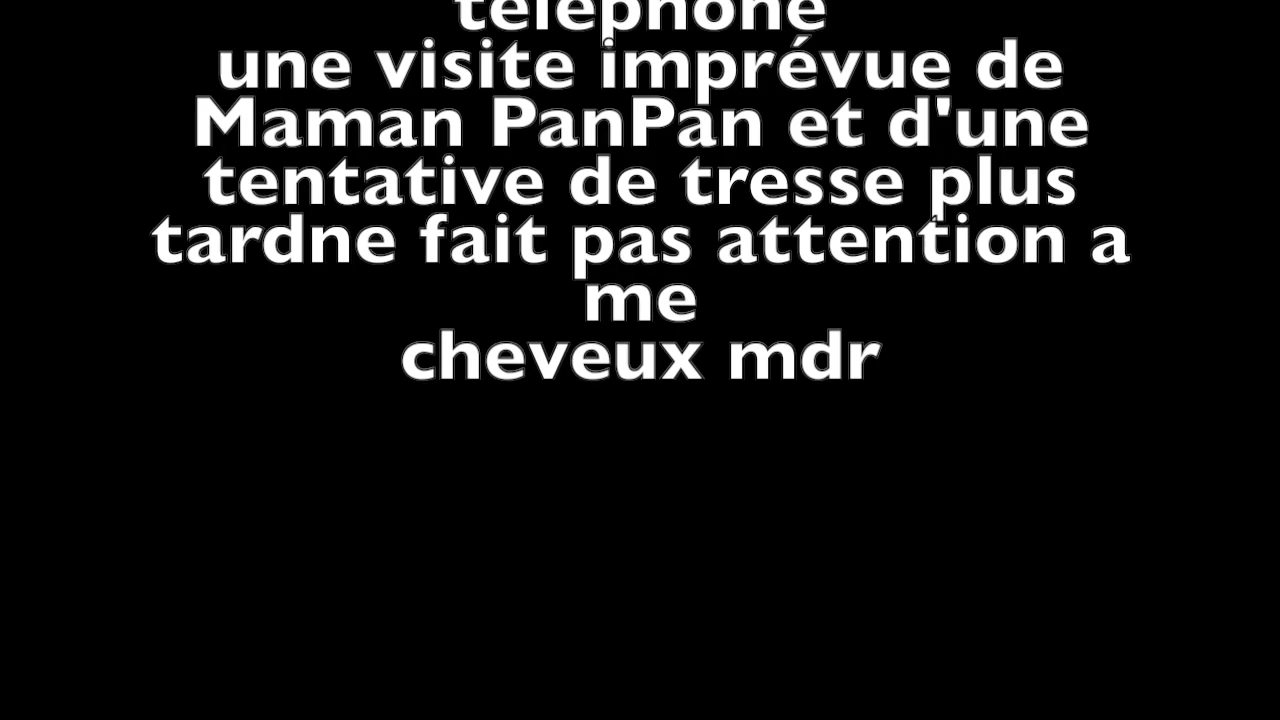 téléphone
une visite imprévue de
Maman PanPan et d'une
tentative de tresse plus
tardne fait pas attention a
me
cheveux mdr